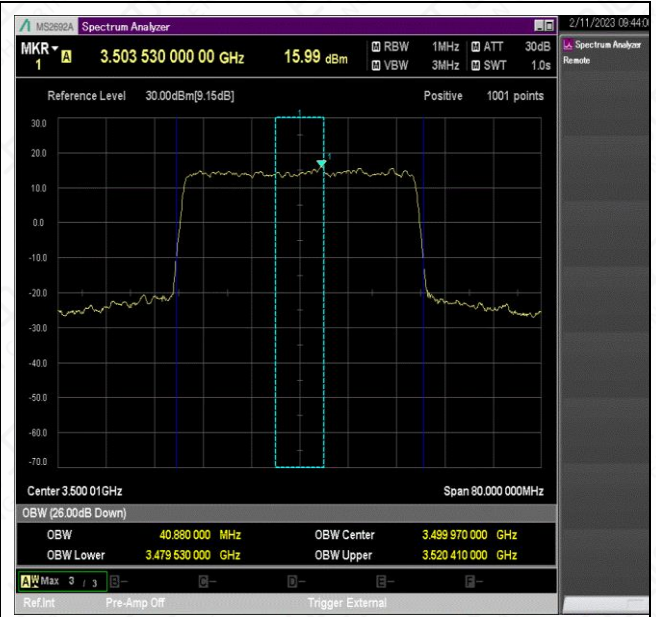 MS2692A Spectrum Analyzer
2/11/2023 09:44:0
MKR A 3.503 530 000 00 GHz 15.99 dBm M RBW 1MHz M ATT 30dB
1 M VBW 3MHz M SWT 1.0s
Spectrum Analyzer
Remote
Reference Level 30.00dBm[9.15dB] Positive 1001 points
1
30.0
20.0
1
10.0
0.0
-10.0
-20.0
-30.0
-40.0
-50.0
-60.0
-70.0
Center 3.500 01GHz Span 80.000 000MHz
OBW (26.00dB Down)
OBW 40.880 000 MHz OBW Center 3.499 970 000 GHz
OBW Lower 3.479 530 000 GHz OBW Upper 3.520 410 000 GHz
A W Max 3 / 3 B- C- D- E- F-
Ref.Int Pre-Amp Off Trigger External